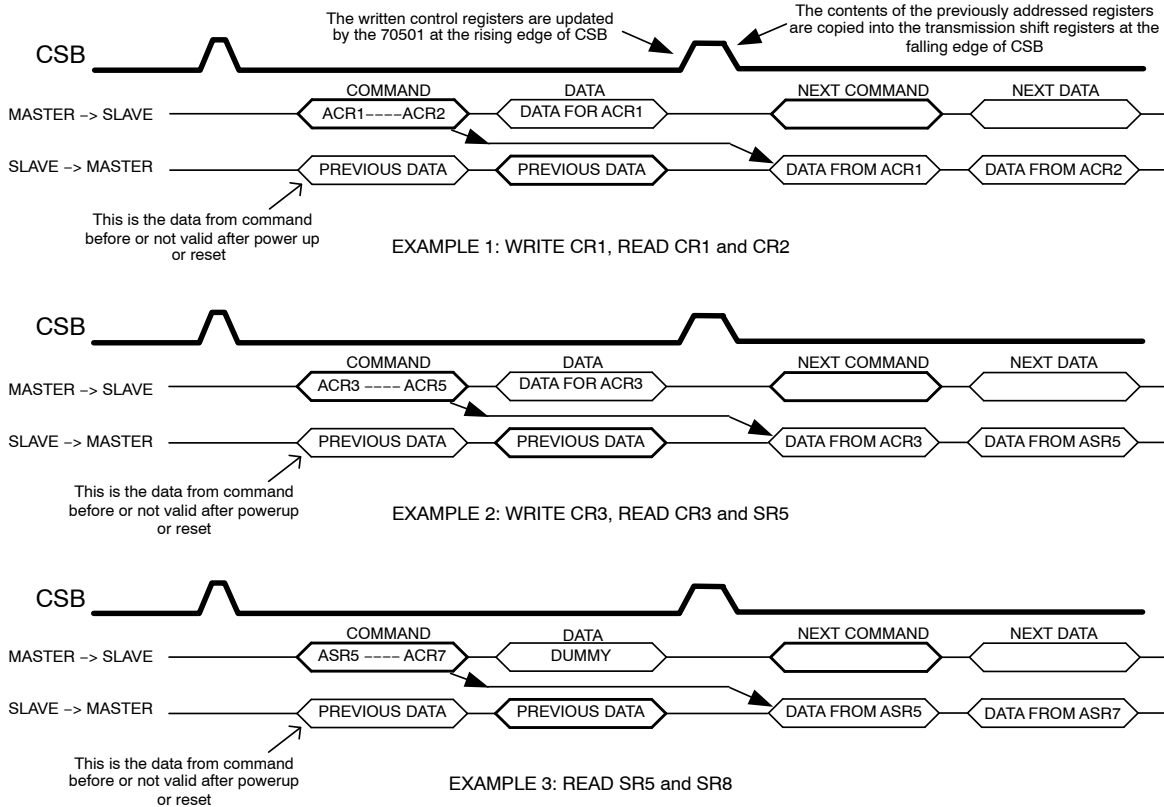 The written control registers are updated
by the 70501 at the rising edge of CSB
The contents of the previously addressed registers
are copied into the transmission shift registers at the
falling edge of CSB
CSB
COMMAND
DATA
NEXT COMMAND
NEXT DATA
MASTER −> SLAVE
ACR1−−−−ACR2
DATA FOR ACR1
SLAVE −> MASTER
PREVIOUS DATA
PREVIOUS DATA
DATA FROM ACR1
DATA FROM ACR2
This is the data from command
before or not valid after power up
or reset
EXAMPLE 1: WRITE CR1, READ CR1 and CR2
CSB
COMMAND
DATA
NEXT COMMAND
NEXT DATA
MASTER −> SLAVE
ACR3 −−−− ACR5
DATA FOR ACR3
SLAVE −> MASTER
PREVIOUS DATA
PREVIOUS DATA
DATA FROM ACR3
DATA FROM ASR5
This is the data from command
before or not valid after powerup
or reset
EXAMPLE 2: WRITE CR3, READ CR3 and SR5
CSB
COMMAND
DATA
NEXT COMMAND
NEXT DATA
MASTER −> SLAVE
ASR5 −−−− ACR7
DUMMY
SLAVE −> MASTER
PREVIOUS DATA
PREVIOUS DATA
DATA FROM ASR5
DATA FROM ASR7
This is the data from command
before or not valid after powerup
or reset
EXAMPLE 3: READ SR5 and SR8